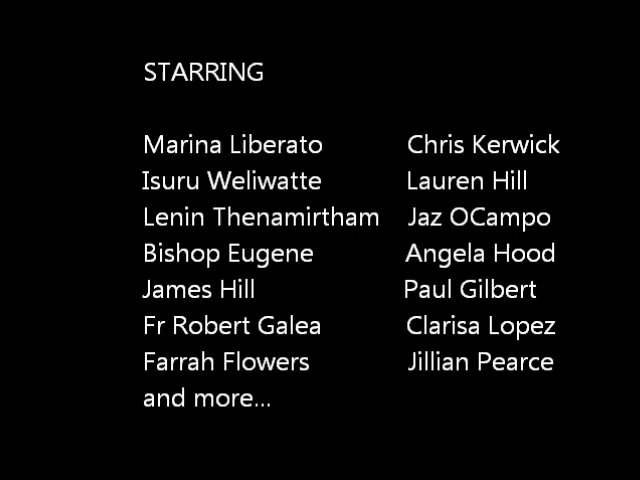 STARRING
Marina Liberato Chris Kerwick
Isuru Weliwatte Lauren Hill
Lenin Thenamirtham Jaz OCampo
Bishop Eugene Angela Hood
James Hill Paul Gilbert
Fr Robert Galea Clarisa Lopez
Farrah Flowers Jillian Pearce
and more...